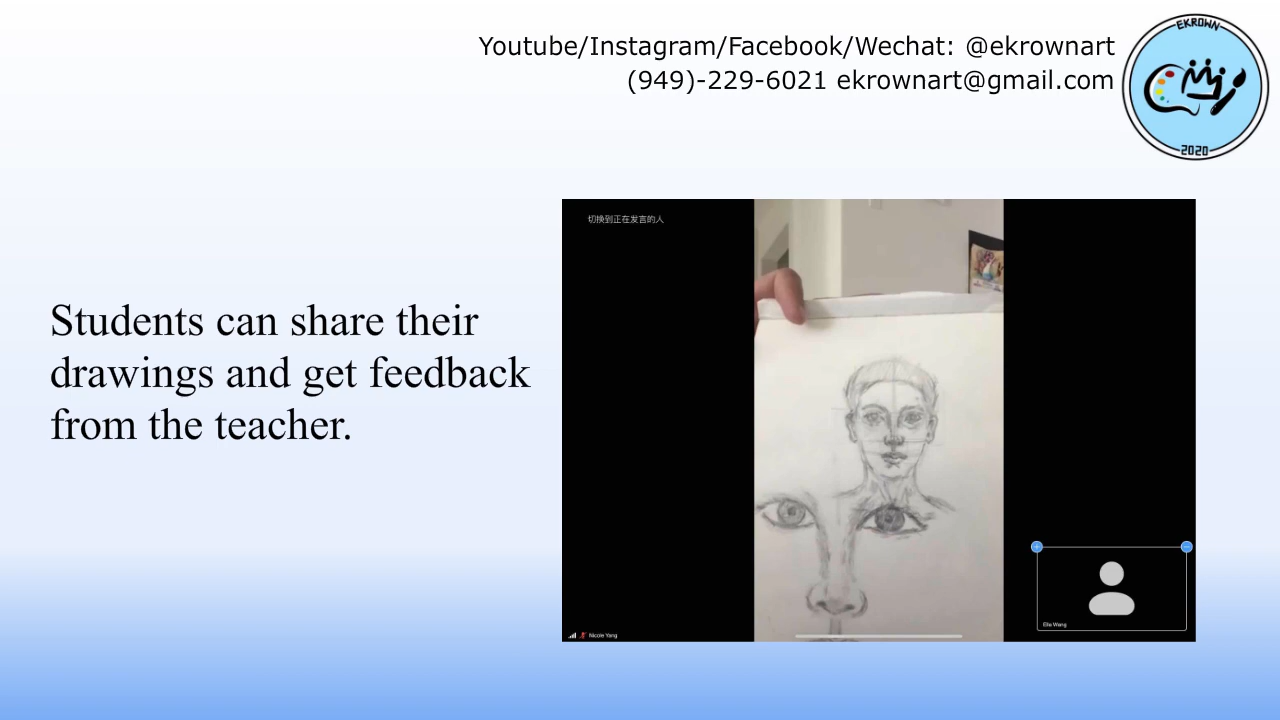 Youtube/Instagram/Facebook/Wechat: @ekrownart
(949)-229-6021 ekrownart@gmail.com
EKROWN
2020
切换到正在发言的人
Students can share their
drawings and get feedback
from the teacher.
Ella Wang
Nicole Yang